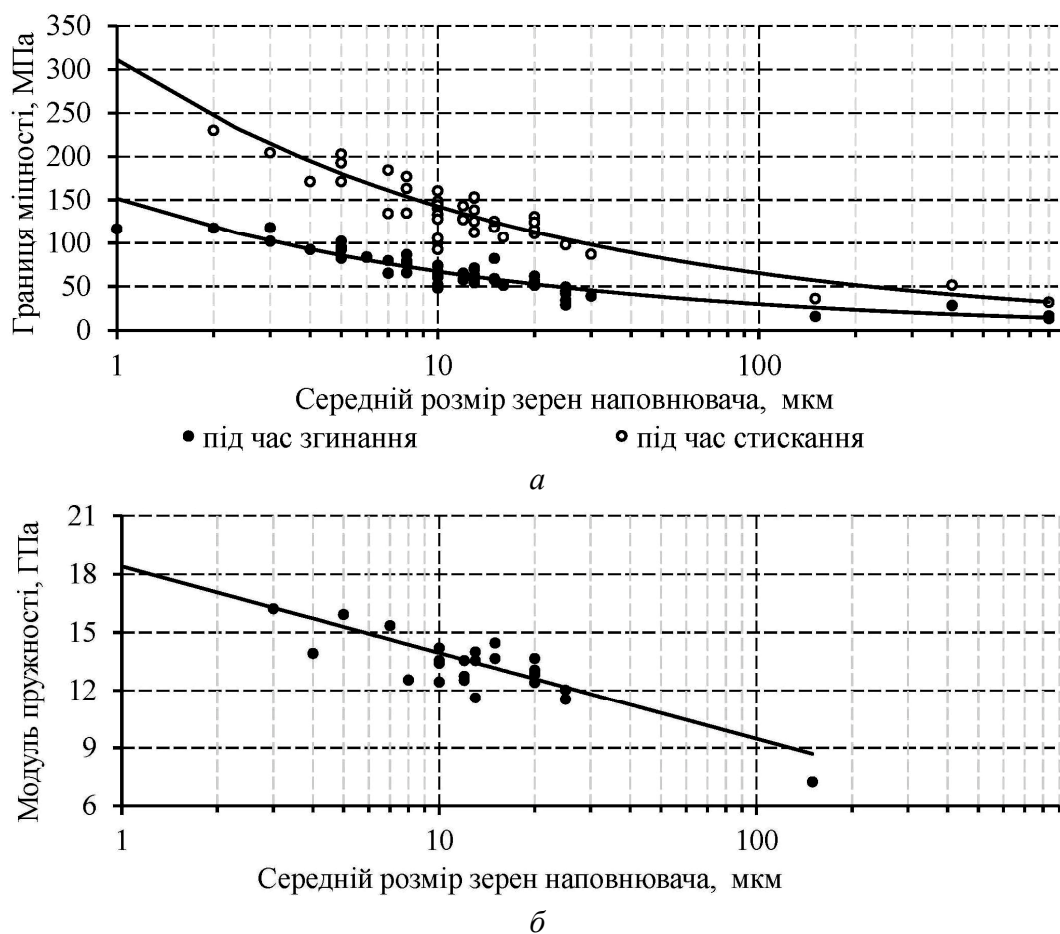 Границя міцності, МПа
350
300
250
200
150
100
50
0
1 10 100
Середній розмір зерен наповнювача, мкм
під час згинання під час стискання
а
Модуль пружності, ГПа
21
18
15
12
9
6
1 10 100
Середній розмір зерен наповнювача, мкм
б